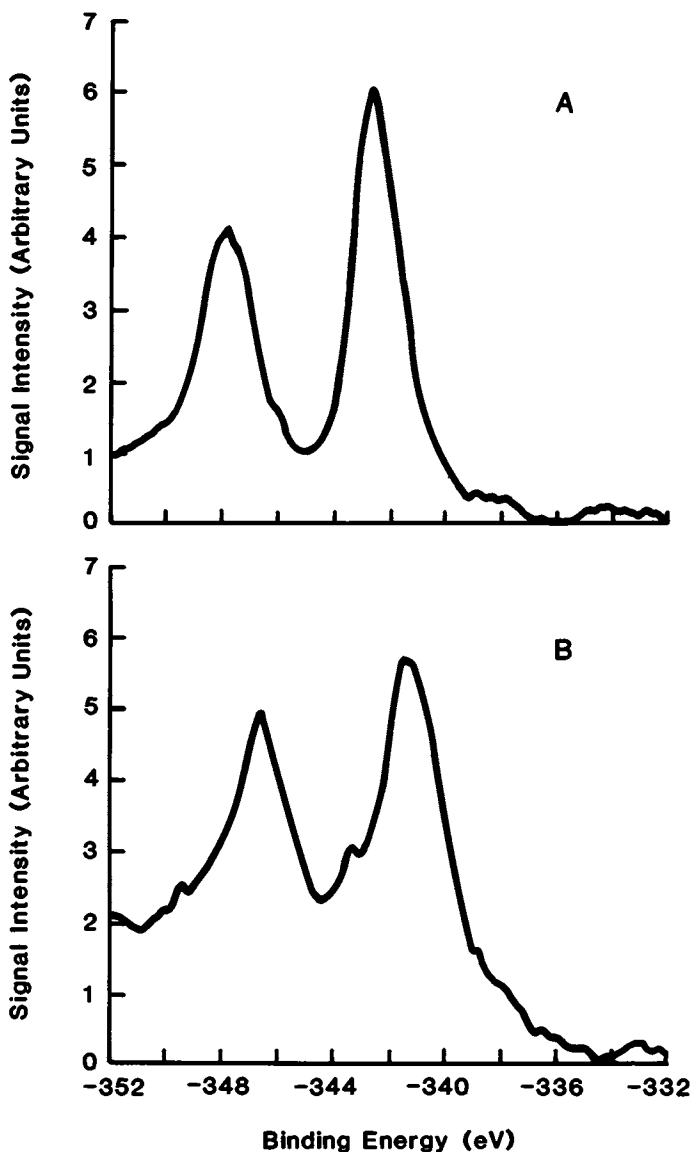 7
6
5
4
3
2
1
0
Signal Intensity (Arbitrary Units)
A
7
6
5
4
3
2
1
0
Signal Intensity (Arbitrary Units)
B
-352 -348 -344 -340 -336 -332
Binding Energy (eV)